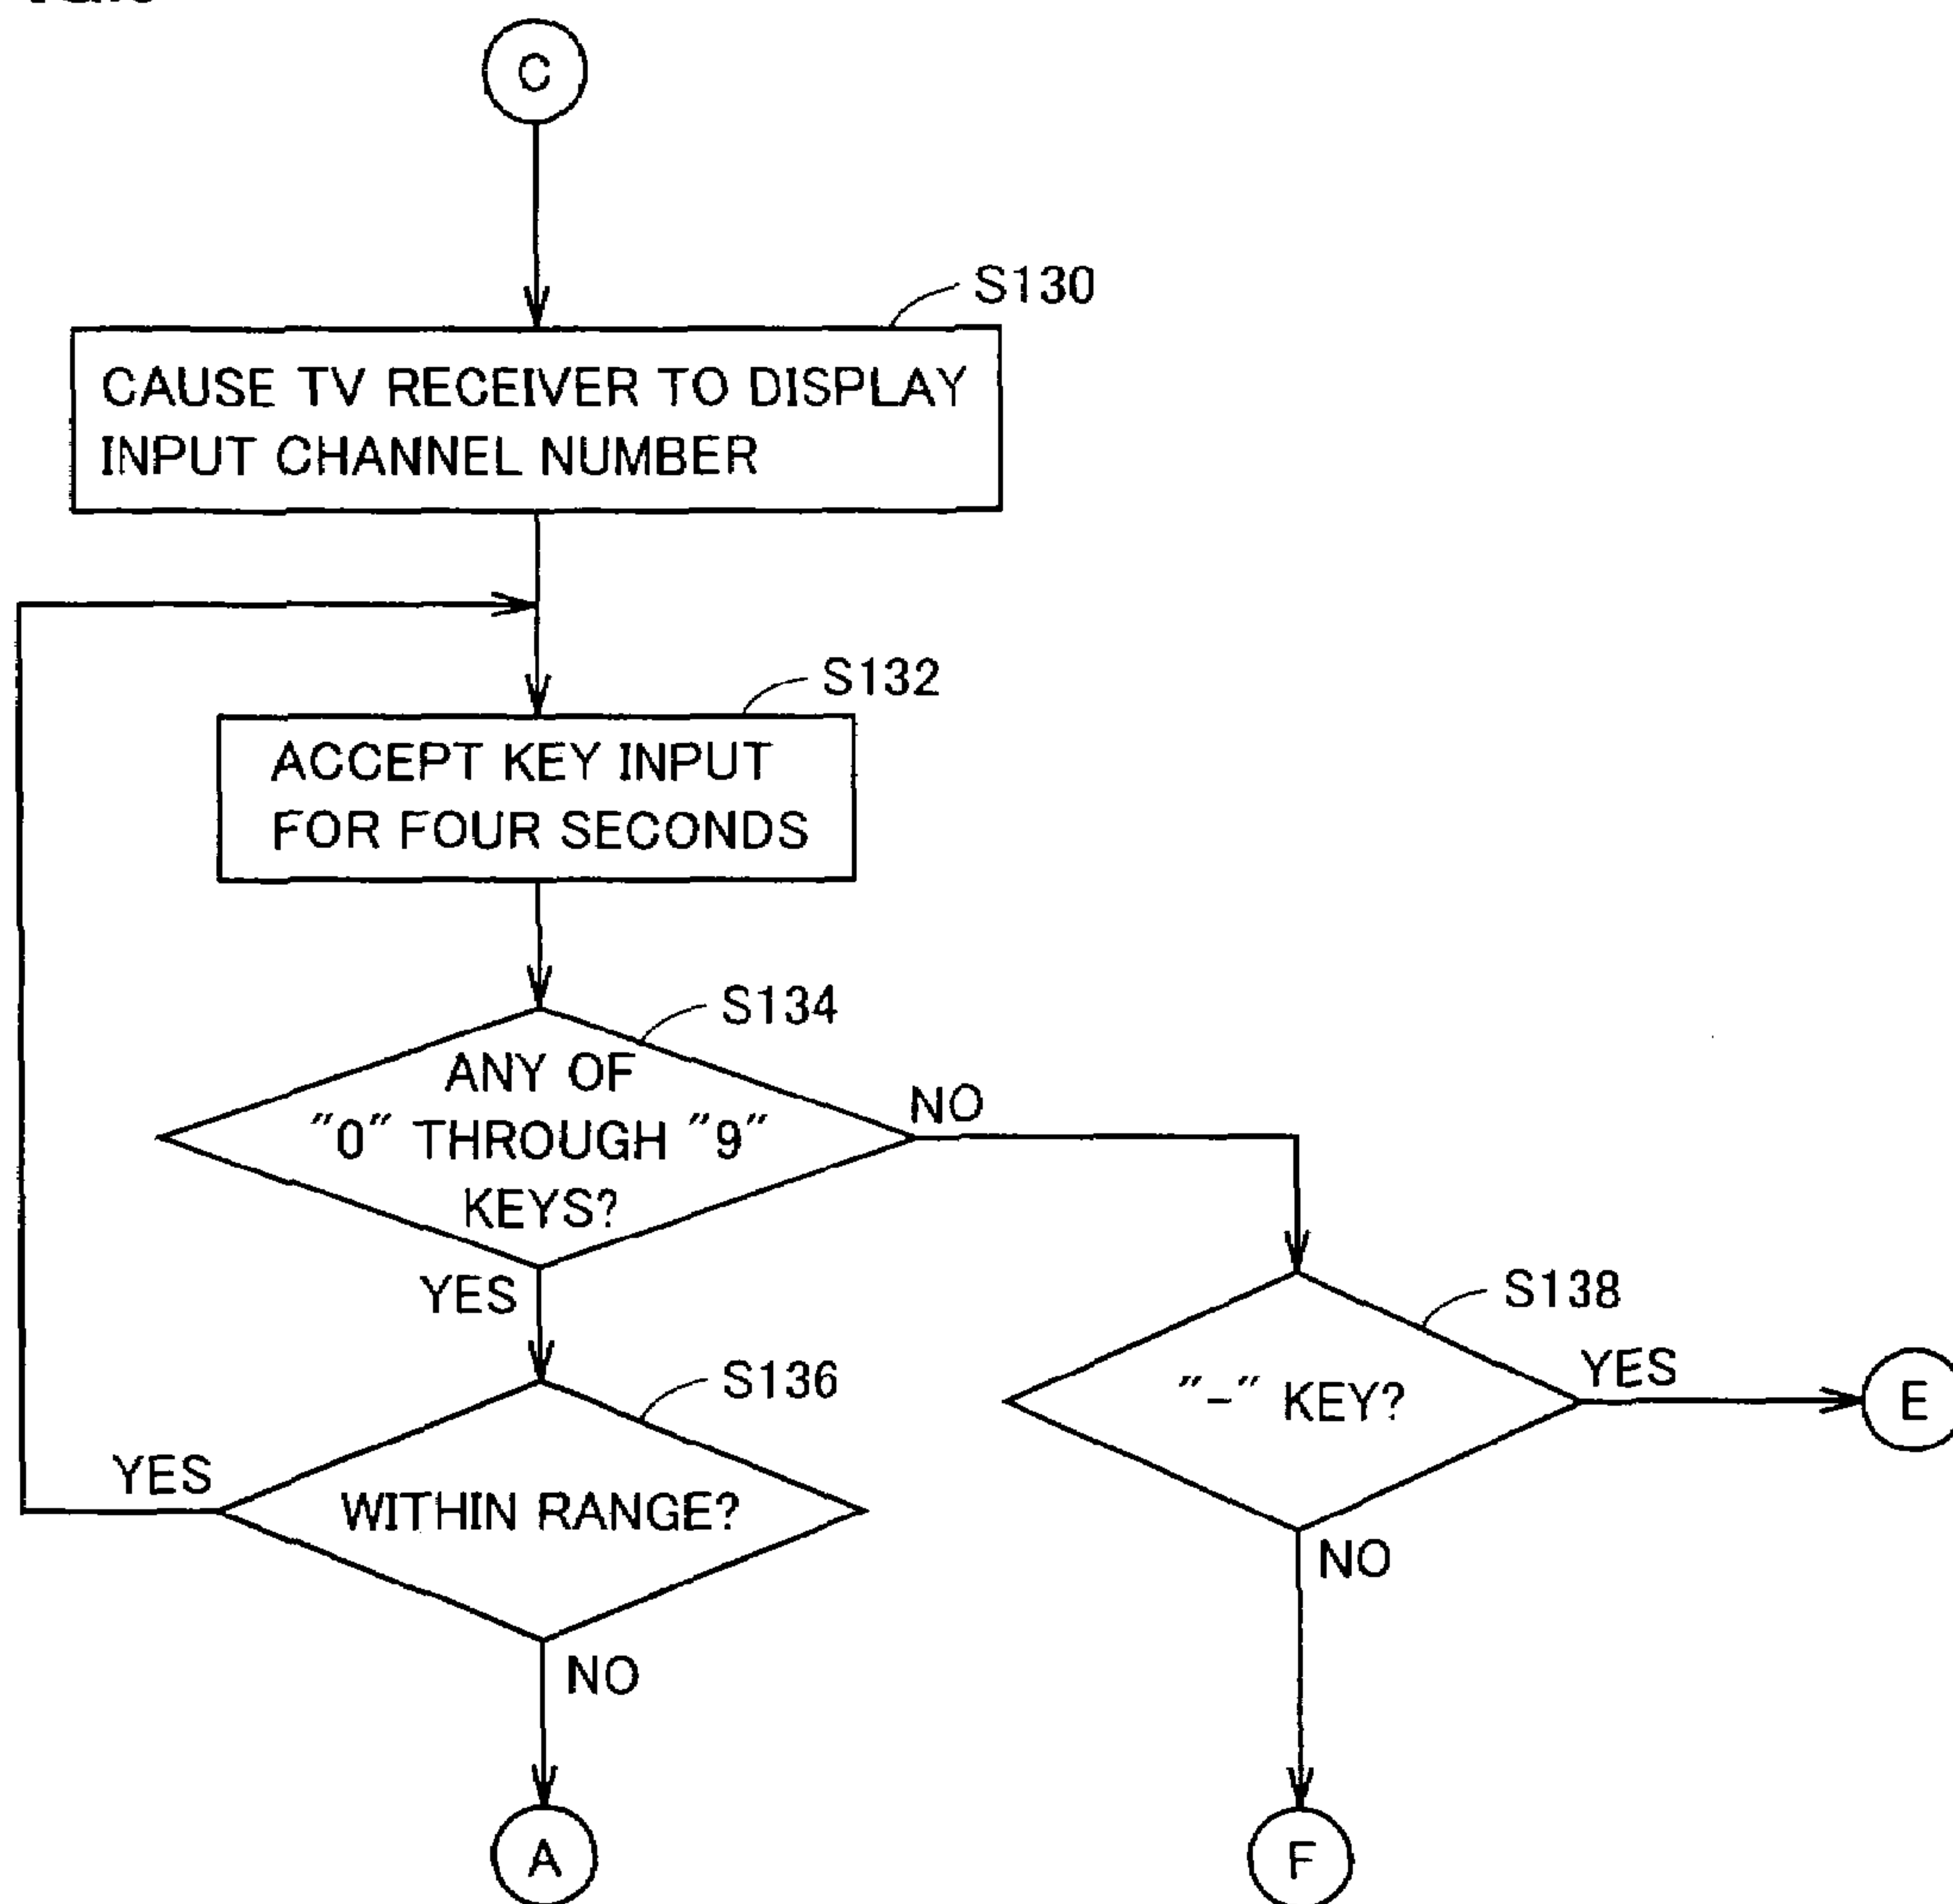 C
S130
CAUSE TV RECEIVER TO DISPLAY
INPUT CHANNEL NUMBER
S132
ACCEPT KEY INPUT
FOR FOUR SECONDS
S134
ANY OF
"0" THROUGH "9"
KEYS?
NO
YES
S138
"-" KEY?
YES
E
S136
YES
WITHIN RANGE?
NO
NO
A
F